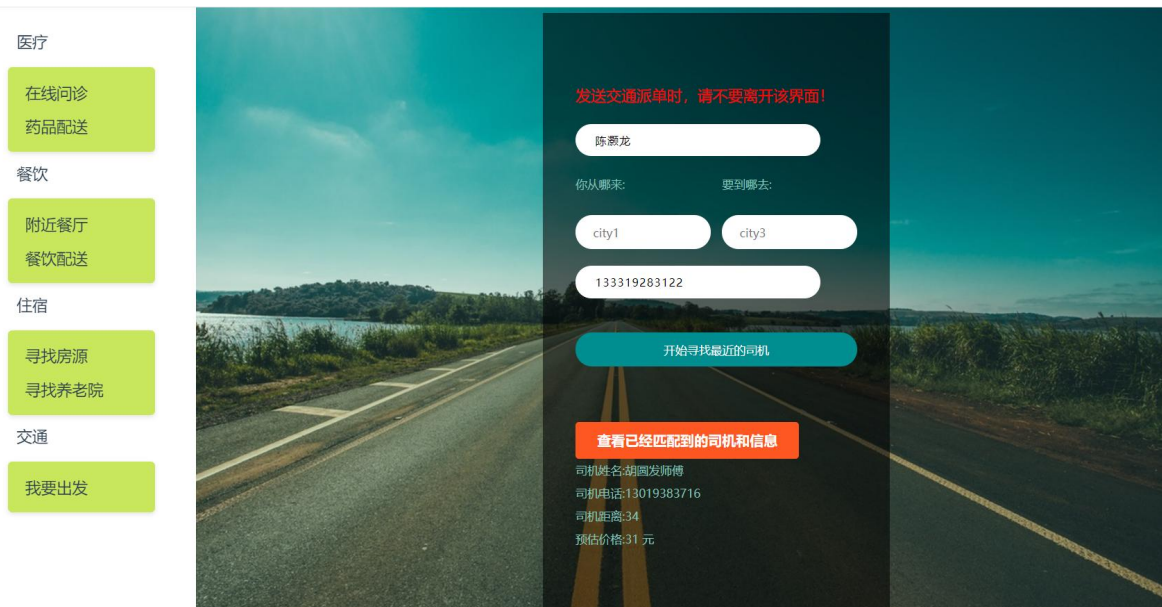 医疗
在线问诊
药品配送
餐饮
附近餐厅
餐饮配送
住宿
寻找房源
寻找养老院
交通
我要出发
发送交通派单时，请不要离开该界面！
陈灏龙
你从哪来: 要到哪去:
city1 city3
133319283122
开始寻找最近的司机
查看已经匹配到的司机和信息
司机姓名:胡圆发师傅
司机电话:13019383716
司机距离:34
预估价格:31 元